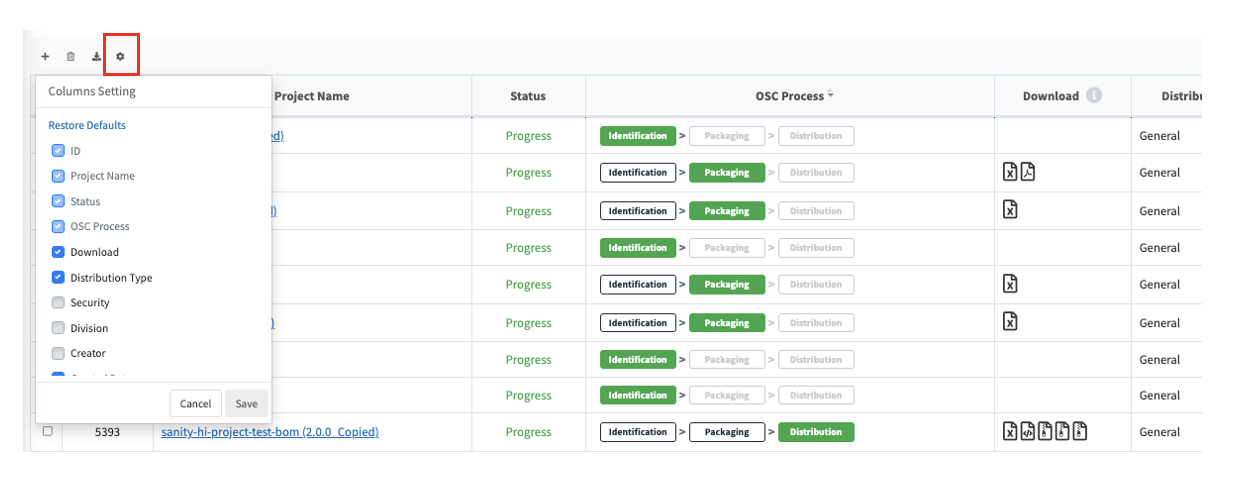 Columns Setting
Restore Defaults
ID
Project Name
Status
OSC Process
Download
Distribution Type
Security
Division
Creator
Cancel Save
Project Name Status OSC Process Download
ed) Progress Identification > Packaging > Distribution General
Progress Identification > Packaging > Distribution General
) Progress Identification > Packaging > Distribution General
Progress Identification > Packaging > Distribution General
Progress Identification > Packaging > Distribution General
) Progress Identification > Packaging > Distribution General
Progress Identification > Packaging > Distribution General
Progress Identification > Packaging > Distribution General
5393 sanity-hi-project-test-bom (2.0.0_Copied) Progress Identification > Packaging > Distribution General